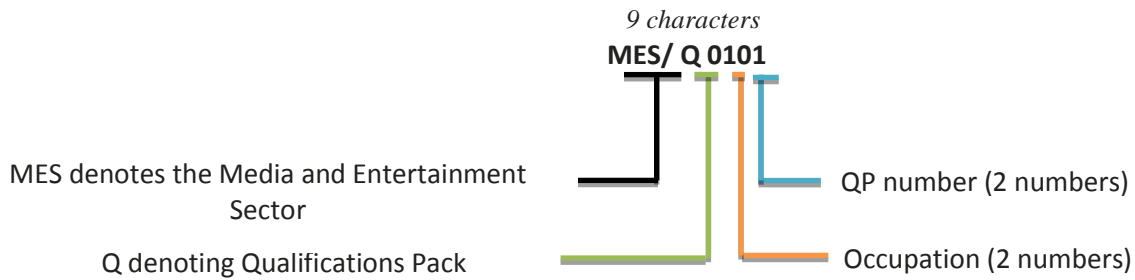 9 characters
MES/ Q 0101
MES denotes the Media and Entertainment
Sector
QP number (2 numbers)
Q denoting Qualifications Pack
Occupation (2 numbers)